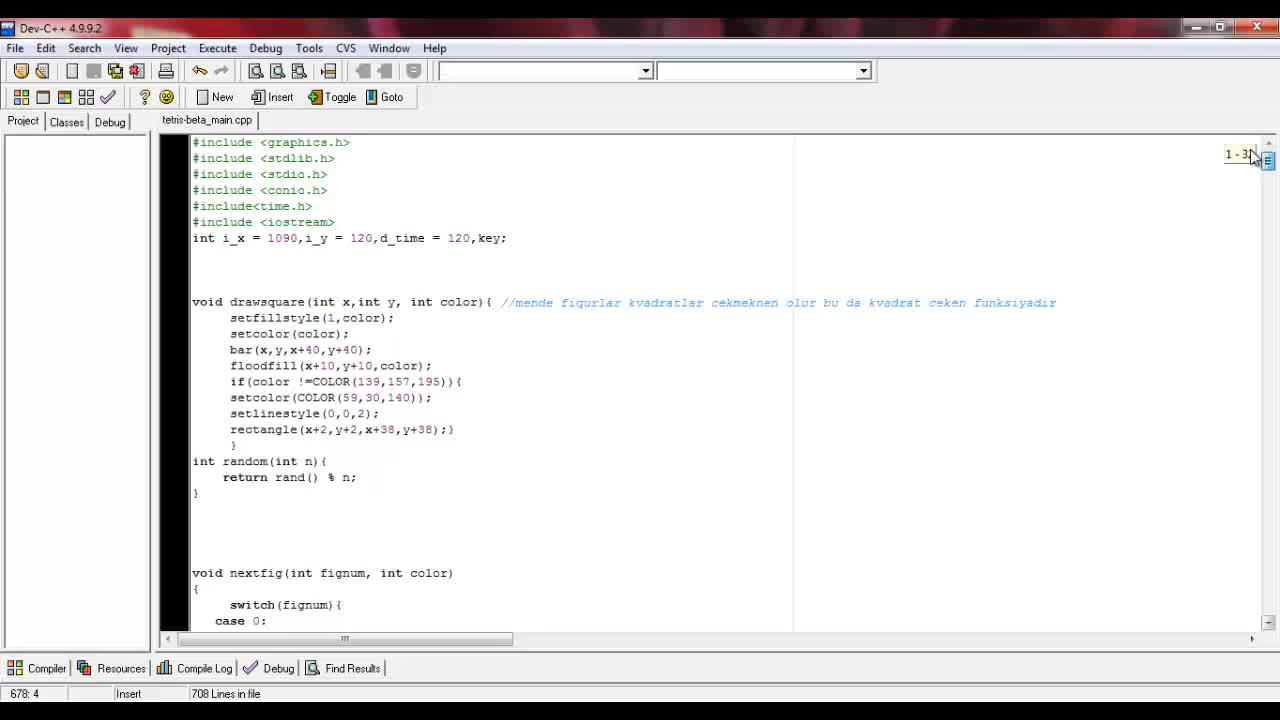 Dev-C++ 4.9.9.2
File Edit Search View Project Execute Debug Tools CVS Window Help
New Insert Toggle Goto
Project Classes Debug tetris-beta_main.cpp
#include <graphics.h>
1 - 3
#include <stdlib.h>
#include <stdio.h>
#include <conio.h>
#include<time.h>
#include <iostream>
int i_x = 1090,i_y = 120,d_time = 120,key;
void drawsquare(int x,int y, int color){ //mende fiqurlar kvadratlar cekmeknen olur bu da kvadrat ceken funksiyadir
setfillstyle(1,color);
setcolor(color);
bar(x,y,x+40,y+40);
floodfill(x+10,y+10,color);
if(color !=COLOR(139,157,195)){
setcolor(COLOR(59,30,140));
setlinestyle(0,0,2);
rectangle(x+2,y+2,x+38,y+38);}
}
int random(int n){
return rand() % n;
}
void nextfig(int fignum, int color)
{
switch(fignum){
case 0:
Compiler Resources Compile Log Debug Find Results
678: 4 Insert 708 Lines in file